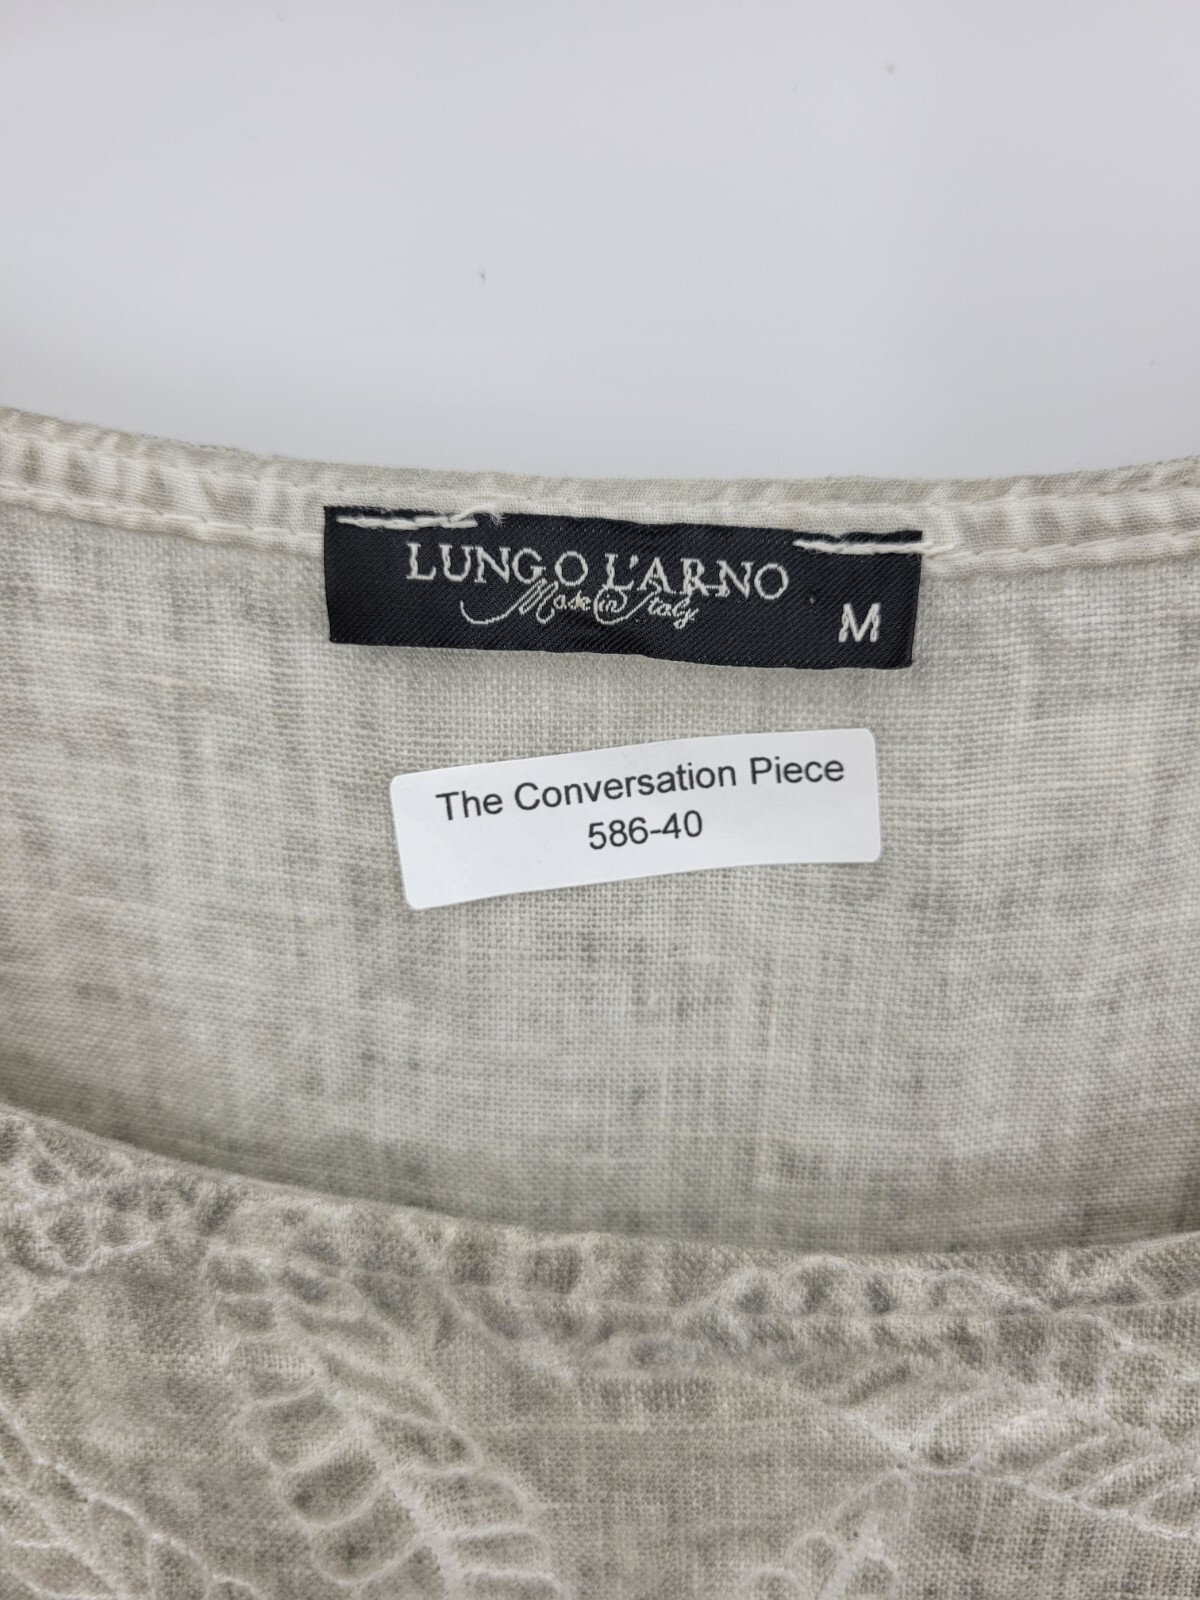 LUNGO L'ARNO
Made in Italy
M
The Conversation Piece
586-40